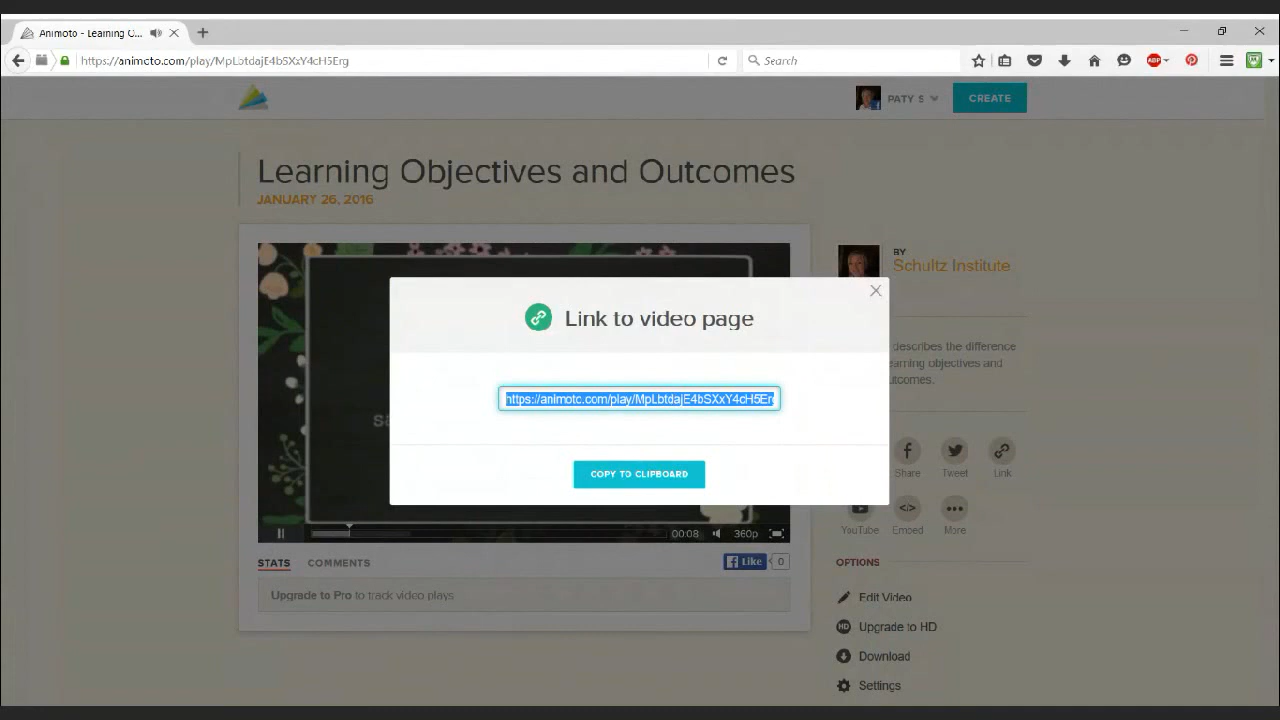 Animoto - Learning O...
https://animoto.com/play/MpLbtdajE4bSXxY4cH5Erg
Search
ABP
PATY S
CREATE
Learning Objectives and Outcomes
JANUARY 26, 2016
BY
Schultz Institute
Link to video page
describes the difference
learning objectives and
https://animoto.com/play/MpLbtdajE4bSXxY4cH5Erg
COPY TO CLIPBOARD
Share
Tweet
Link
YouTube
Embed
More
00:08
360p
STATS
COMMENTS
Like
0
Upgrade to Pro to track video plays
OPTIONS
Edit Video
HD
Upgrade to HD
Download
Settings